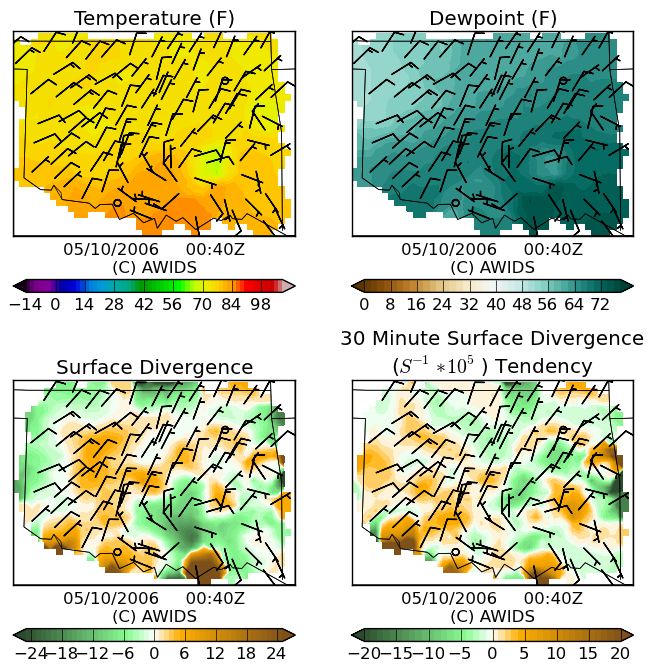 Temperature (F)
Dewpoint (F)
05/10/2006 00:40Z
(C) AWIDS
05/10/2006 00:40Z
(C) AWIDS
−14 0 14 28 42 56 70 84 98
0 8 16 24 32 40 48 56 64 72
Surface Divergence
30 Minute Surface Divergence
(S⁻¹ *10⁵ ) Tendency
05/10/2006 00:40Z
(C) AWIDS
05/10/2006 00:40Z
(C) AWIDS
−24 −18 −12 −6 0 6 12 18 24
−20 −15 −10 −5 0 5 10 15 20